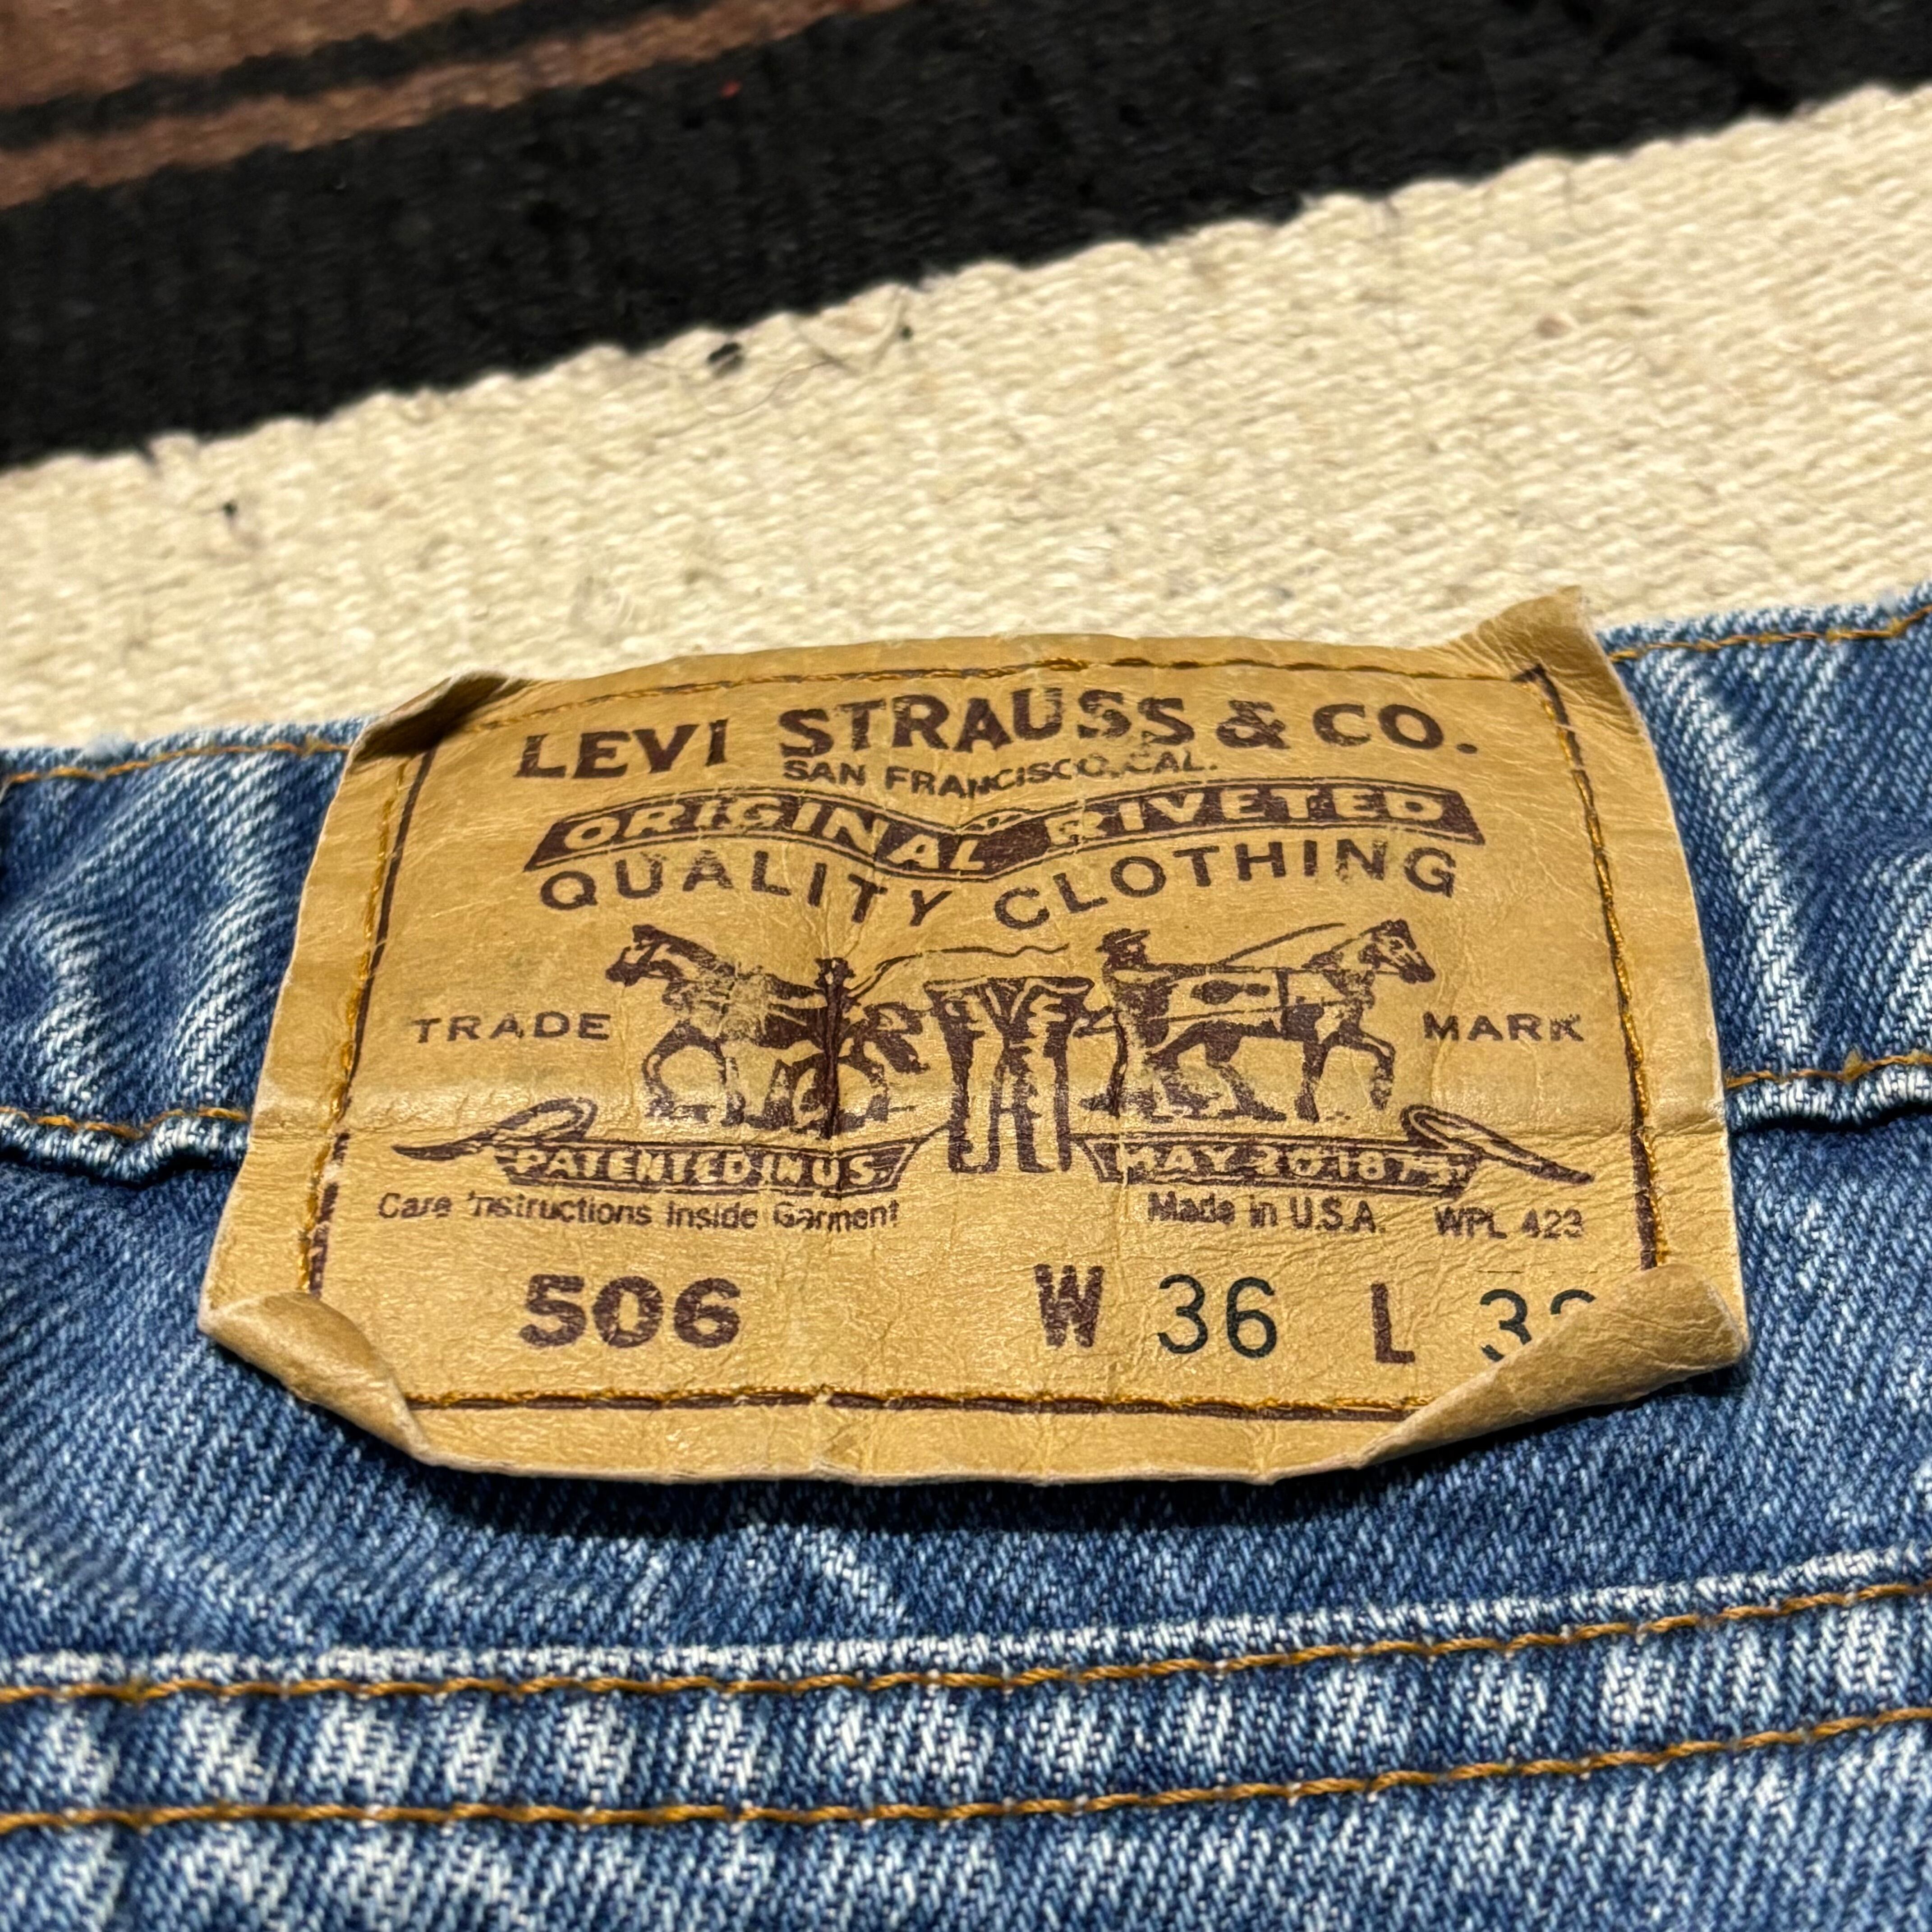 LEVI STRAUSS & CO.
SAN FRANCISCO, CAL.
ORIGINAL RIVETED
QUALITY CLOTHING
TRADE MARK
PATENTED IN U.S. MAY 20 1873
Care Instructions Inside Garment Made in U.S.A. WPL 423
506 W 36 L